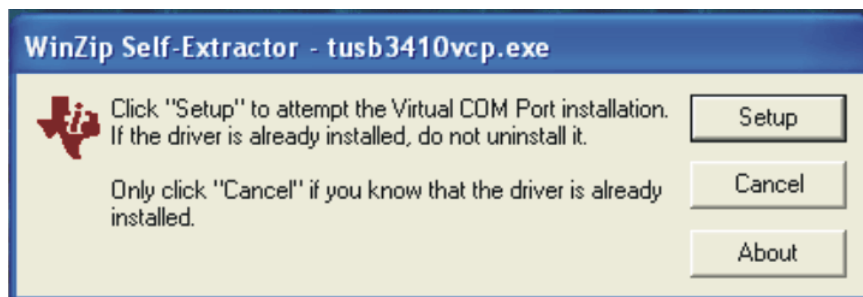 WinZip Self-Extractor - tusb3410vcp.exe
Click "Setup" to attempt the Virtual COM Port installation.
If the driver is already installed, do not uninstall it.
Only click "Cancel" if you know that the driver is already
installed.
Setup
Cancel
About